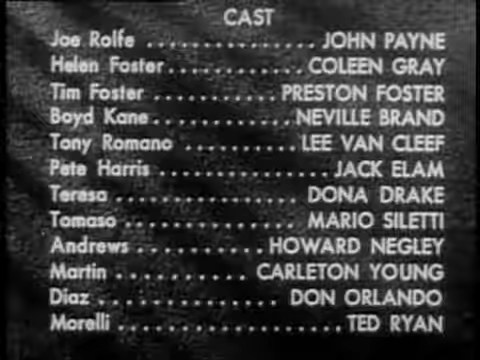 CAST
Joe Rolfe ............... JOHN PAYNE
Helen Foster ............ COLEEN GRAY
Tim Foster ............ PRESTON FOSTER
Boyd Kane ............ NEVILLE BRAND
Tony Romano .......... LEE VAN CLEEF
Pete Harris ............... JACK ELAM
Teresa .................. DONA DRAKE
Tomaso ............... MARIO SILETTI
Andrews .......... HOWARD NEGLEY
Martin ............ CARLETON YOUNG
Diaz .............. DON ORLANDO
Morelli .................... TED RYAN